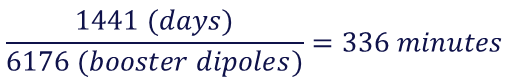 1441 (days)
6176 (booster dipoles) = 336 minutes